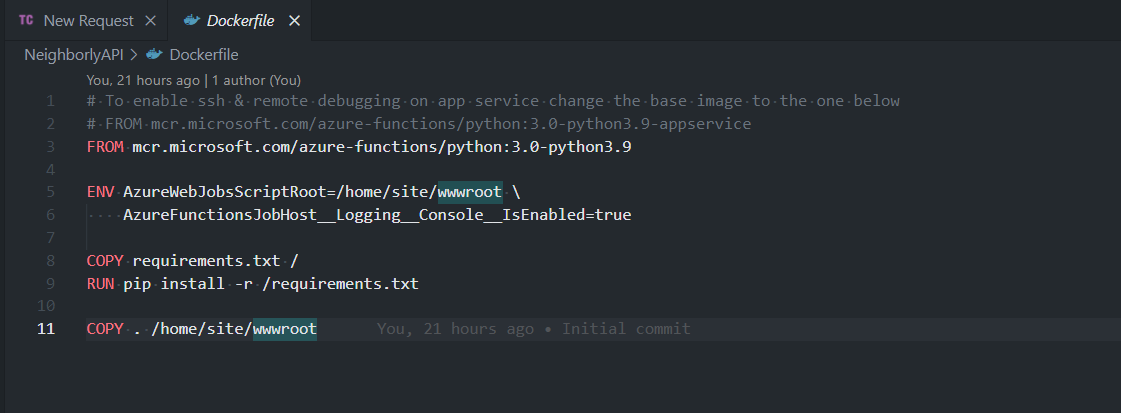 TC New Request × Dockerfile ×
NeighborlyAPI > Dockerfile
You, 21 hours ago | 1 author (You)
1 # To enable ssh & remote debugging on app service change the base image to the one below
2 # FROM mcr.microsoft.com/azure-functions/python:3.0-python3.9-appservice
3 FROM mcr.microsoft.com/azure-functions/python:3.0-python3.9
4
5 ENV AzureWebJobsScriptRoot=/home/site/wwwroot \
6     AzureFunctionsJobHost__Logging__Console__IsEnabled=true
7
8 COPY requirements.txt /
9 RUN pip install -r /requirements.txt
10
11 COPY . /home/site/wwwroot You, 21 hours ago • Initial commit